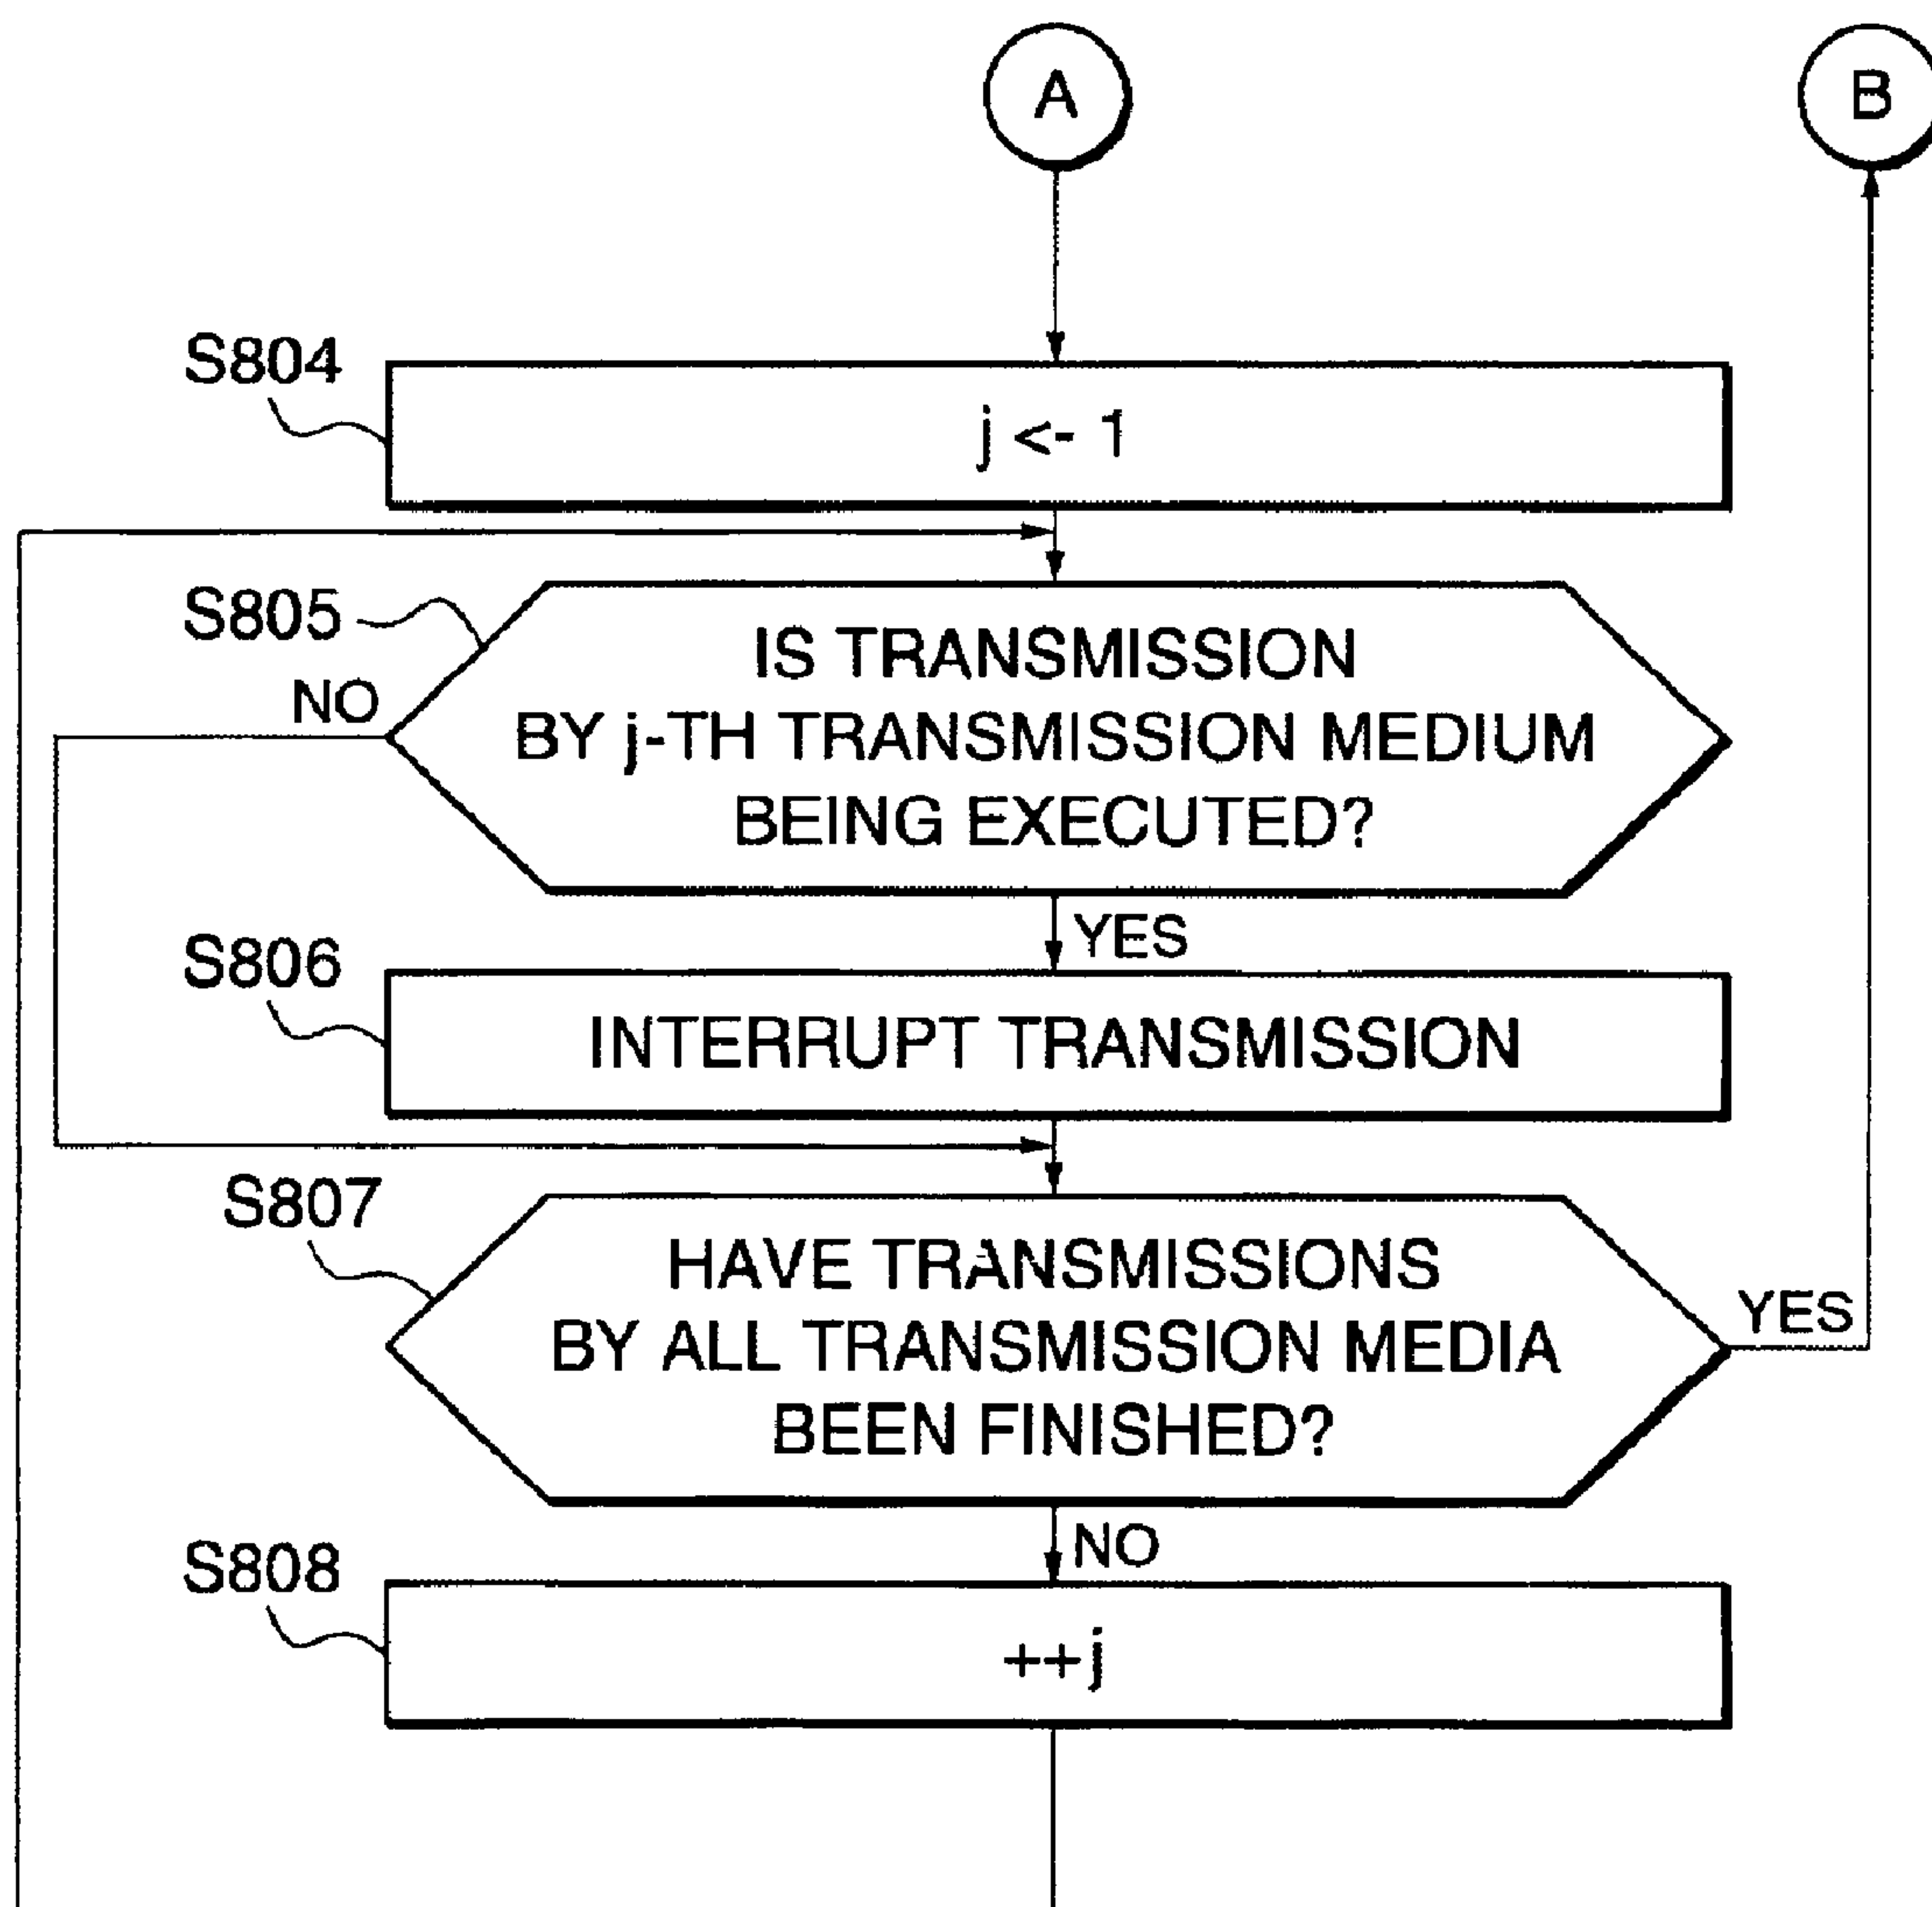 A
B
S804
j <- 1
S805
NO
IS TRANSMISSION
BY j-TH TRANSMISSION MEDIUM
BEING EXECUTED?
YES
S806
INTERRUPT TRANSMISSION
S807
HAVE TRANSMISSIONS
BY ALL TRANSMISSION MEDIA
BEEN FINISHED?
YES
NO
S808
++j